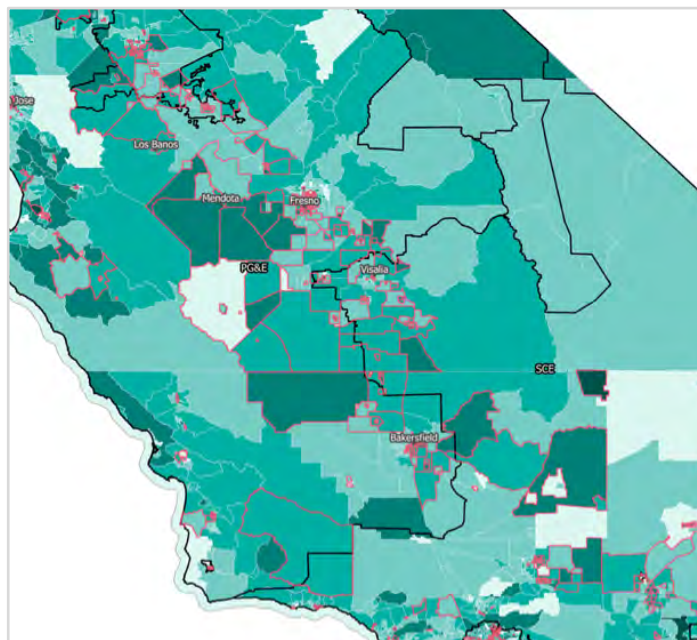 Jose
Los Banos
Mendota
Fresno
PG&E
Visalia
SCE
Bakersfield